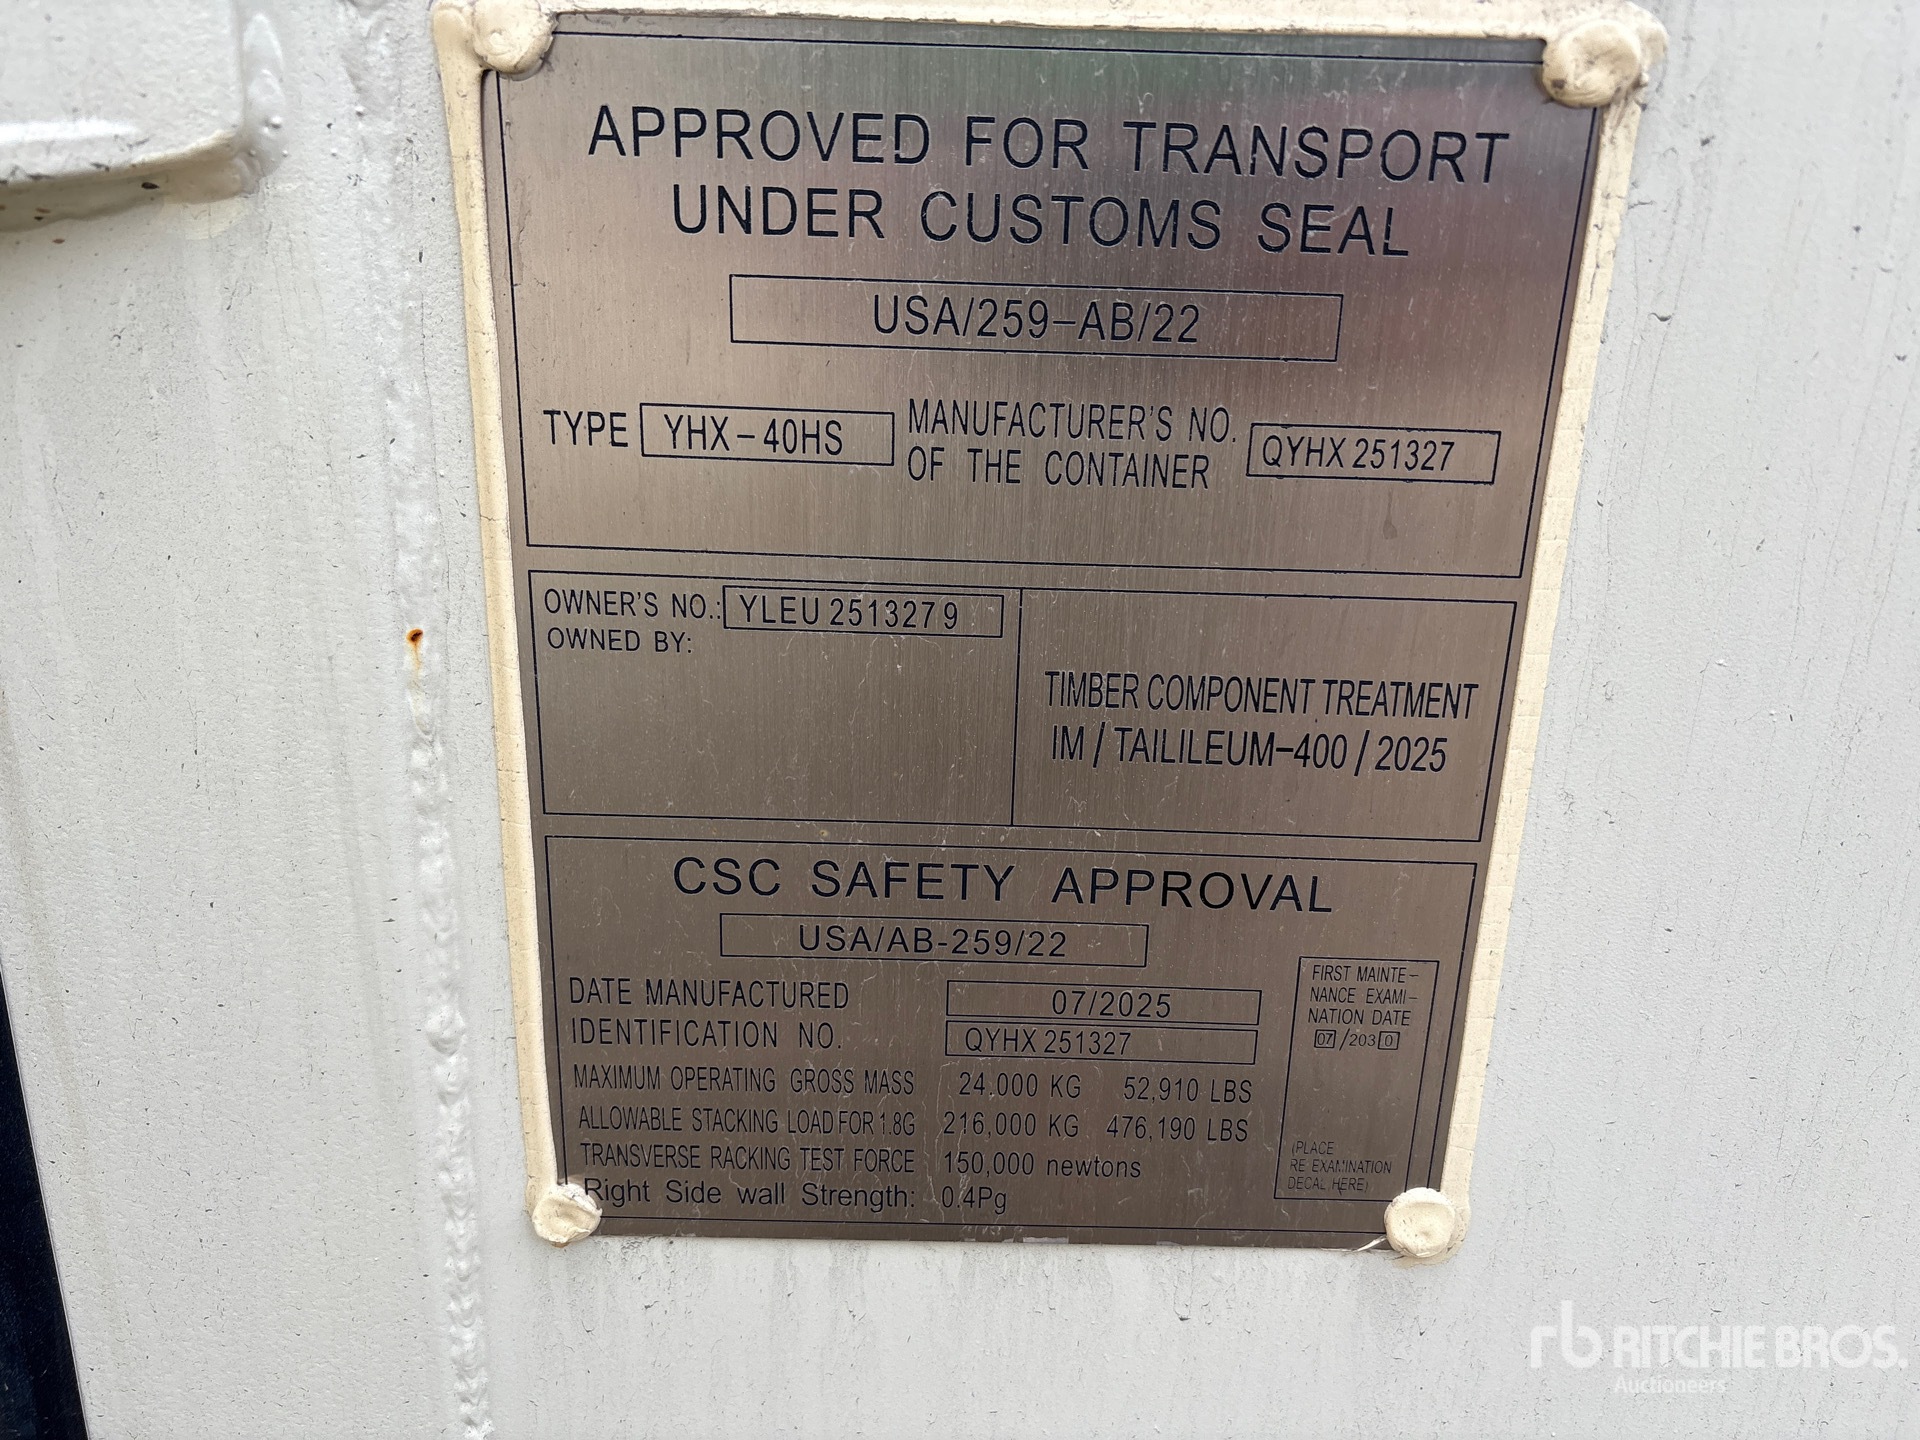 APPROVED FOR TRANSPORT
UNDER CUSTOMS SEAL
USA/259-AB/22
TYPE YHX-40HS MANUFACTURER'S NO. OF THE CONTAINER QYHX 251327
OWNER'S NO.: YLEU 251327 9
OWNED BY:
TIMBER COMPONENT TREATMENT
IM / TAILILEUM-400 / 2025
CSC SAFETY APPROVAL
USA/AB-259/22
DATE MANUFACTURED 07/2025
IDENTIFICATION NO. QYHX 251327
MAXIMUM OPERATING GROSS MASS 24.000 KG 52,910 LBS
ALLOWABLE STACKING LOAD FOR 1.8G 216,000 KG 476,190 LBS
TRANSVERSE RACKING TEST FORCE 150,000 newtons
Right Side wall Strength: 0.4Pg
FIRST MAINTE-
NANCE EXAMI-
NATION DATE
07/2030
(PLACE
RE EXAMINATION
DECAL HERE)
rb RITCHIE BROS.
Auctioneers